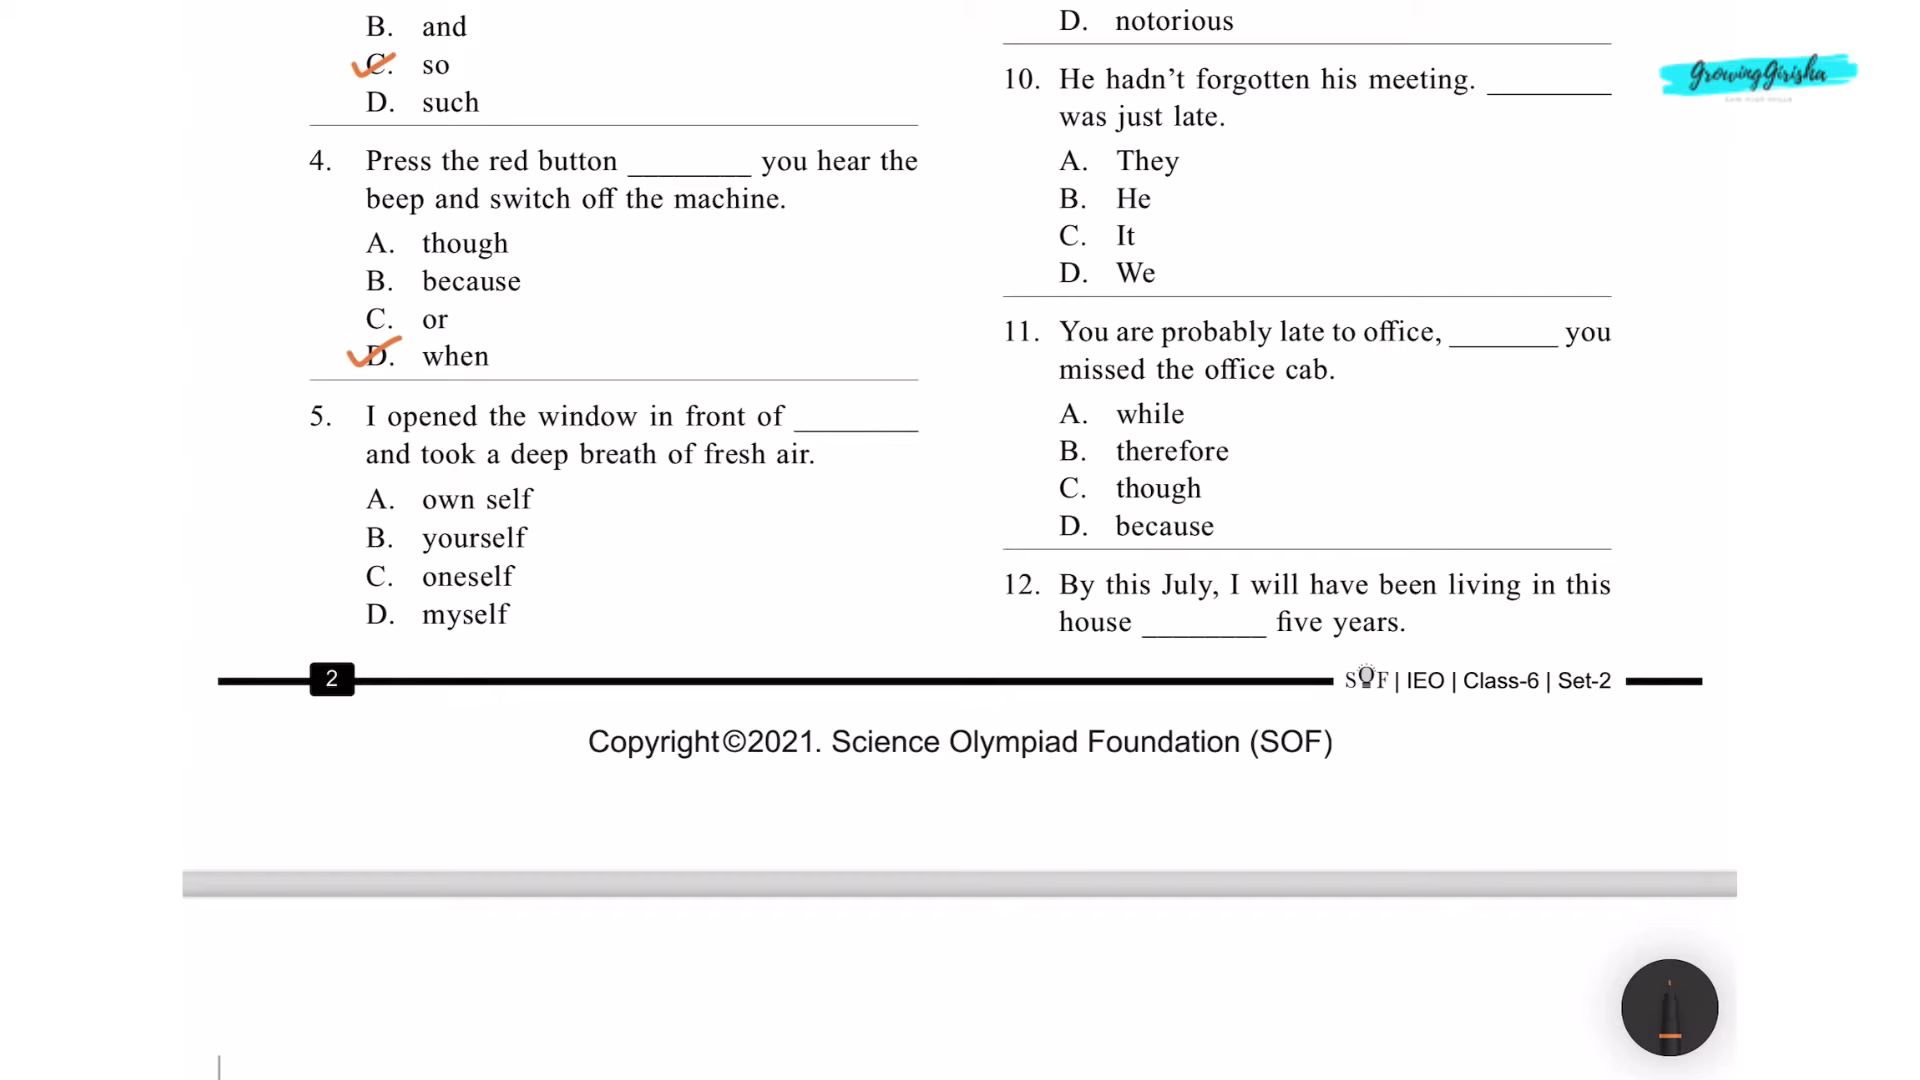 B. and
C. so
D. such
4. Press the red button ________ you hear the
beep and switch off the machine.
A. though
B. because
C. or
D. when
5. I opened the window in front of ________
and took a deep breath of fresh air.
A. own self
B. yourself
C. oneself
D. myself
D. notorious
10. He hadn't forgotten his meeting. ________
was just late.
A. They
B. He
C. It
D. We
11. You are probably late to office, _______ you
missed the office cab.
A. while
B. therefore
C. though
D. because
12. By this July, I will have been living in this
house ________ five years.
2
SOF | IEO | Class-6 | Set-2
Copyright©2021. Science Olympiad Foundation (SOF)
GrowingGirisha